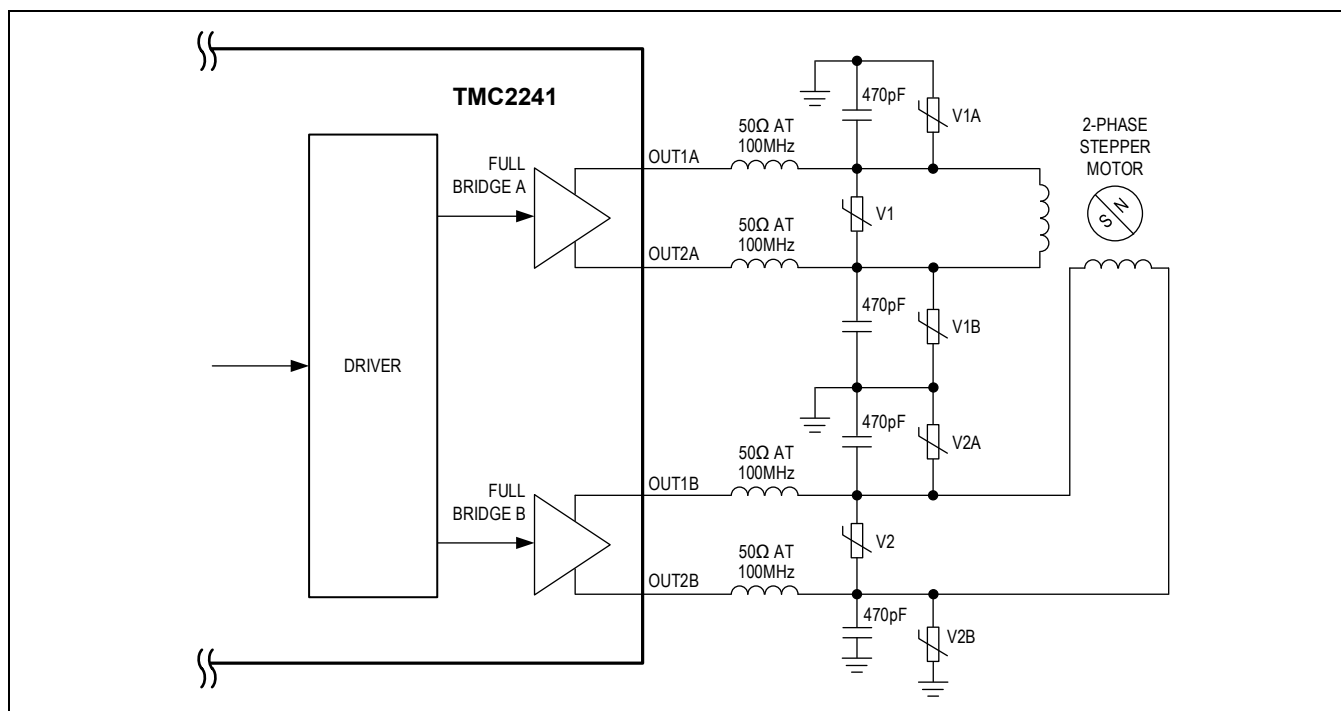 TMC2241
DRIVER
FULL
BRIDGE A
FULL
BRIDGE B
OUT1A
OUT2A
OUT1B
OUT2B
50Ω AT
100MHz
50Ω AT
100MHz
50Ω AT
100MHz
50Ω AT
100MHz
470pF
V1A
V1
470pF
V1B
470pF
V2A
V2
470pF
V2B
2-PHASE
STEPPER
MOTOR
S N